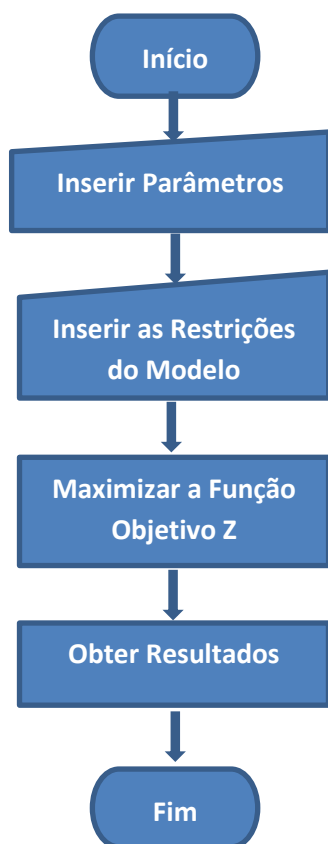 Início
Inserir Parâmetros
Inserir as Restrições
do Modelo
Maximizar a Função
Objetivo Z
Obter Resultados
Fim